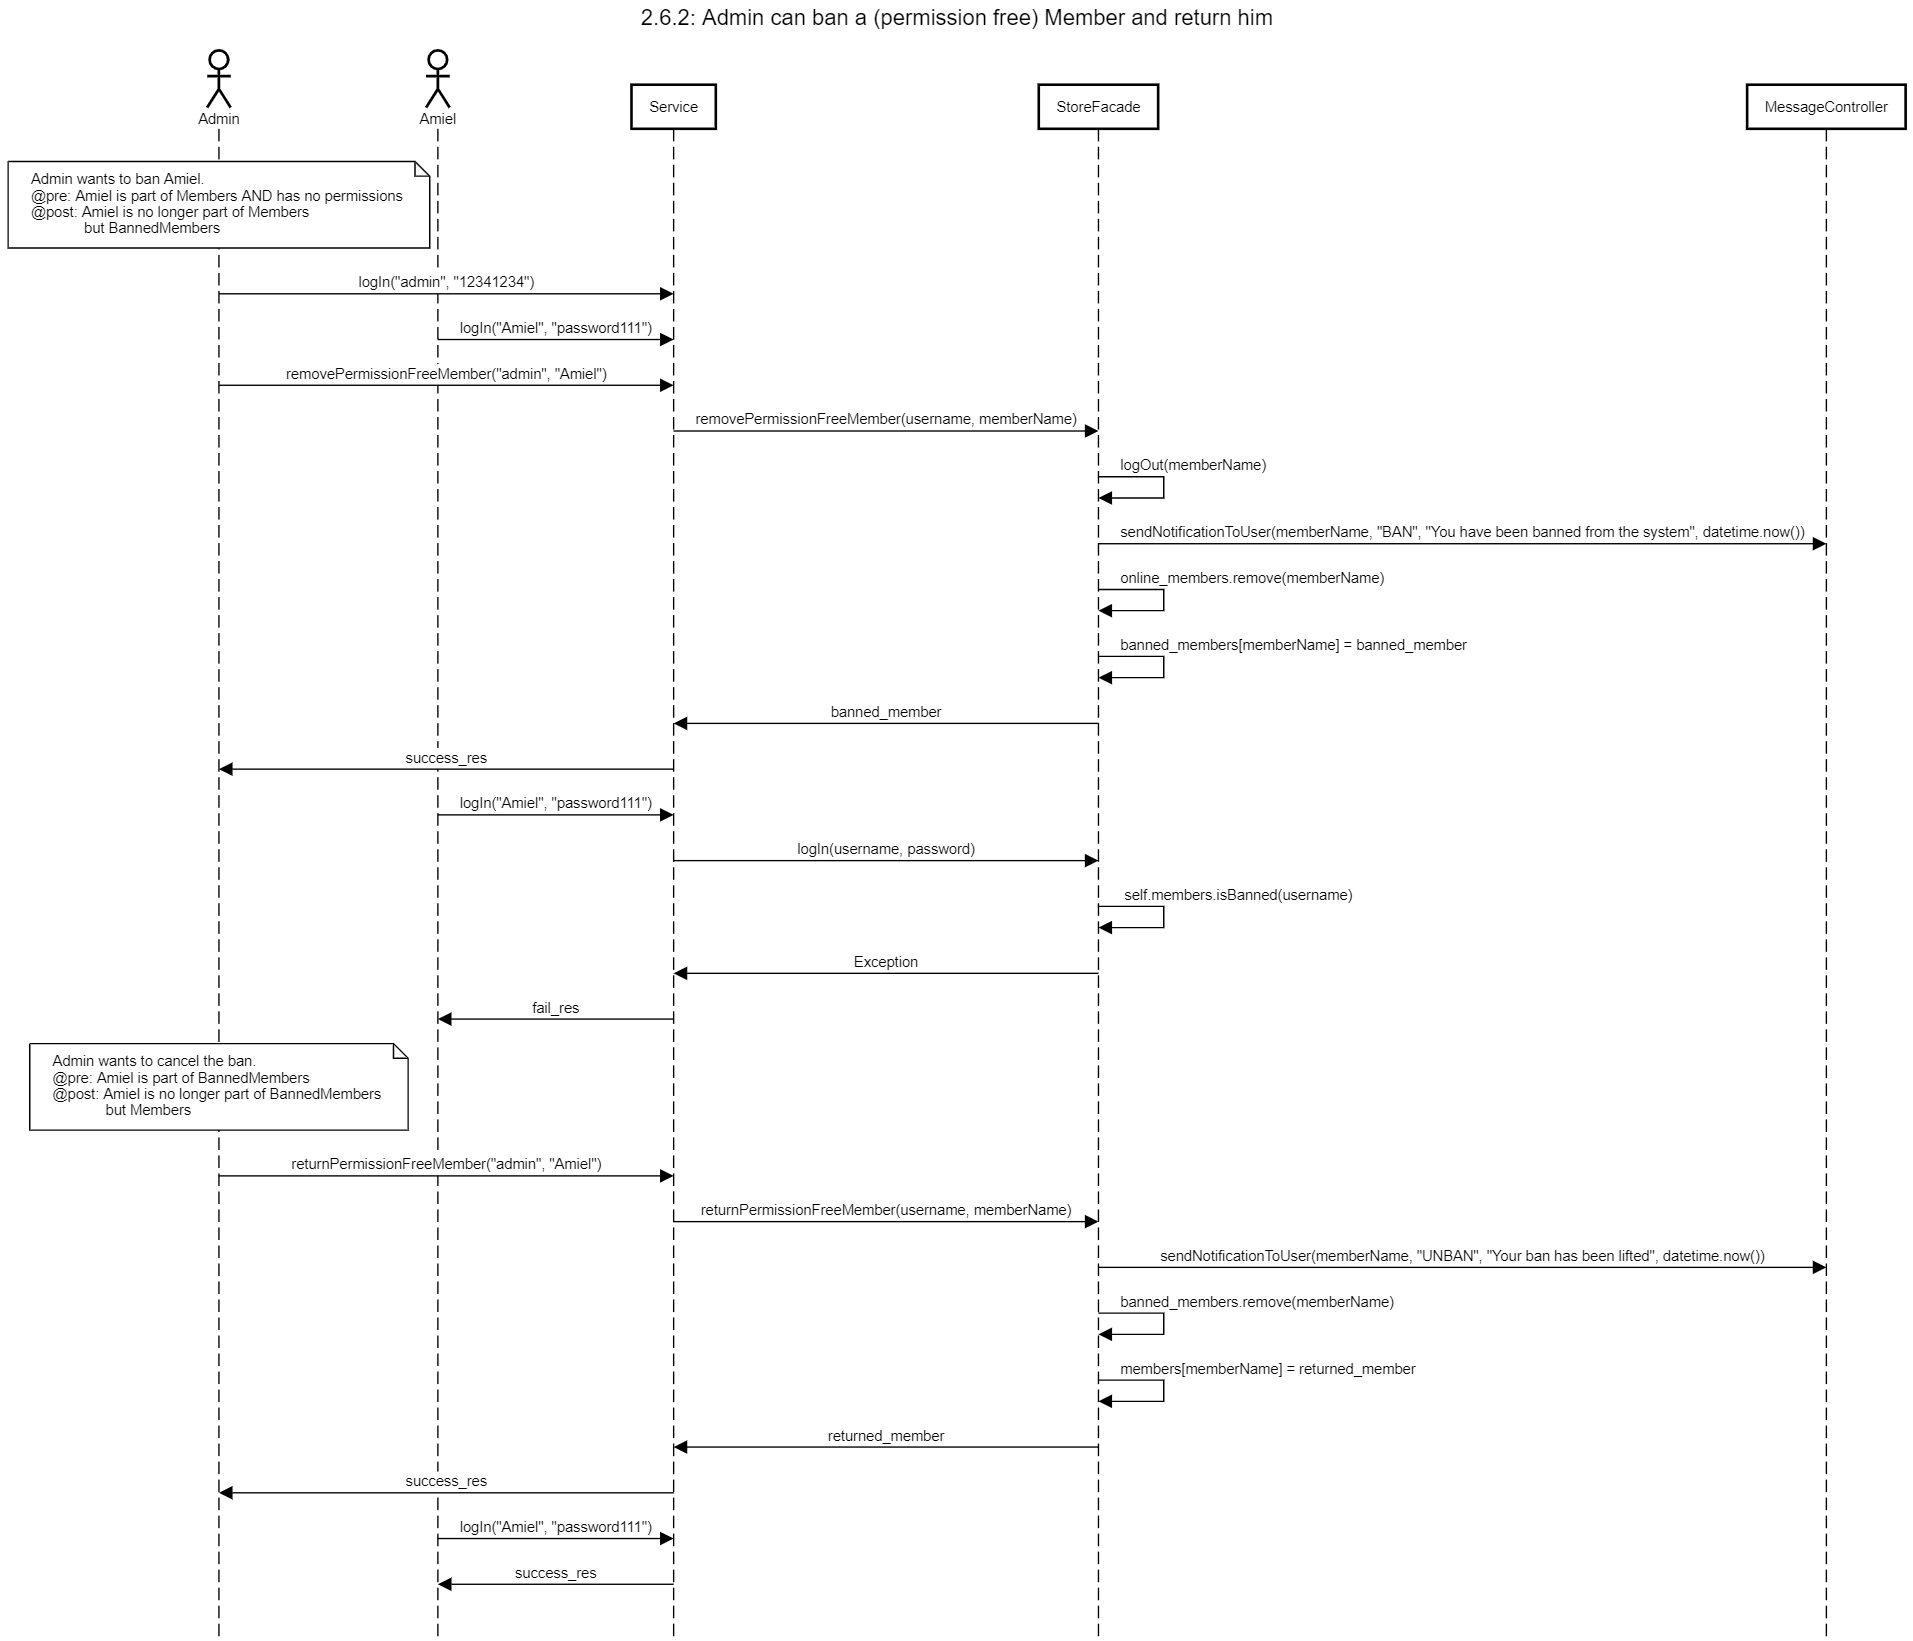 2.6.2: Admin can ban a (permission free) Member and return him
Admin
Amiel
Service
StoreFacade
MessageController
Admin wants to ban Amiel.
@pre: Amiel is part of Members AND has no permissions
@post: Amiel is no longer part of Members
but BannedMembers
logIn("admin", "12341234")
logIn("Amiel", "password111")
removePermissionFreeMember("admin", "Amiel")
removePermissionFreeMember(username, memberName)
logOut(memberName)
sendNotificationToUser(memberName, "BAN", "You have been banned from the system", datetime.now())
online_members.remove(memberName)
banned_members[memberName] = banned_member
banned_member
success_res
logIn("Amiel", "password111")
logIn(username, password)
self.members.isBanned(username)
Exception
fail_res
Admin wants to cancel the ban.
@pre: Amiel is part of BannedMembers
@post: Amiel is no longer part of BannedMembers
but Members
returnPermissionFreeMember("admin", "Amiel")
returnPermissionFreeMember(username, memberName)
sendNotificationToUser(memberName, "UNBAN", "Your ban has been lifted", datetime.now())
banned_members.remove(memberName)
members[memberName] = returned_member
returned_member
success_res
logIn("Amiel", "password111")
success_res